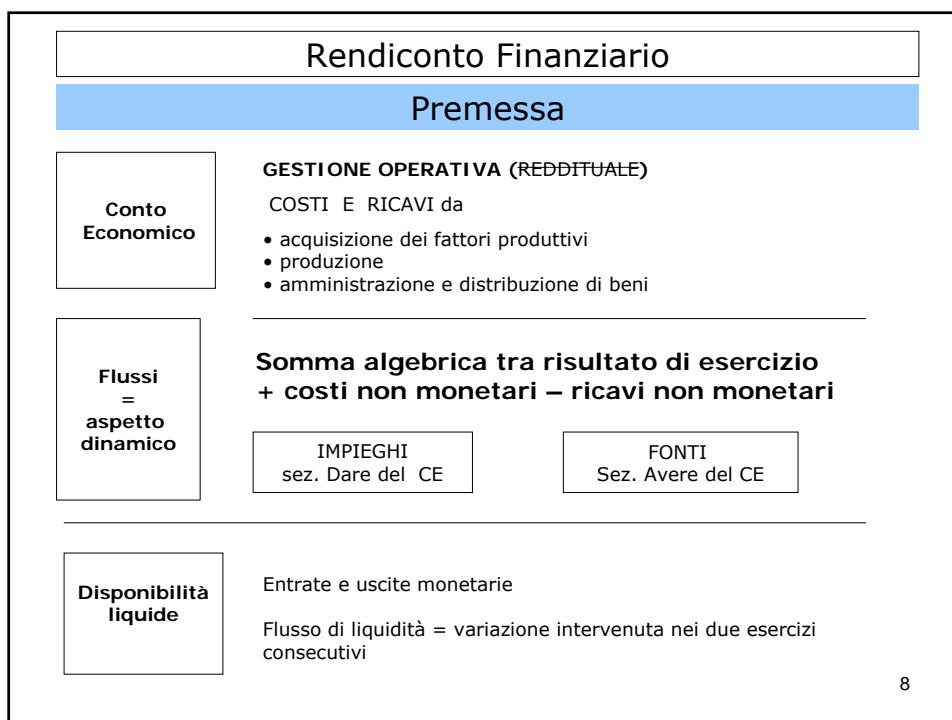 Rendiconto Finanziario
Premessa
Conto
Economico
GESTIONE OPERATIVA (REDDITUALE)
COSTI E RICAVI da
• acquisizione dei fattori produttivi
• produzione
• amministrazione e distribuzione di beni
Flussi
=
aspetto
dinamico
Somma algebrica tra risultato di esercizio
+ costi non monetari – ricavi non monetari
IMPIEGHI
sez. Dare del CE
FONTI
Sez. Avere del CE
Disponibilità
liquide
Entrate e uscite monetarie
Flusso di liquidità = variazione intervenuta nei due esercizi
consecutivi
8